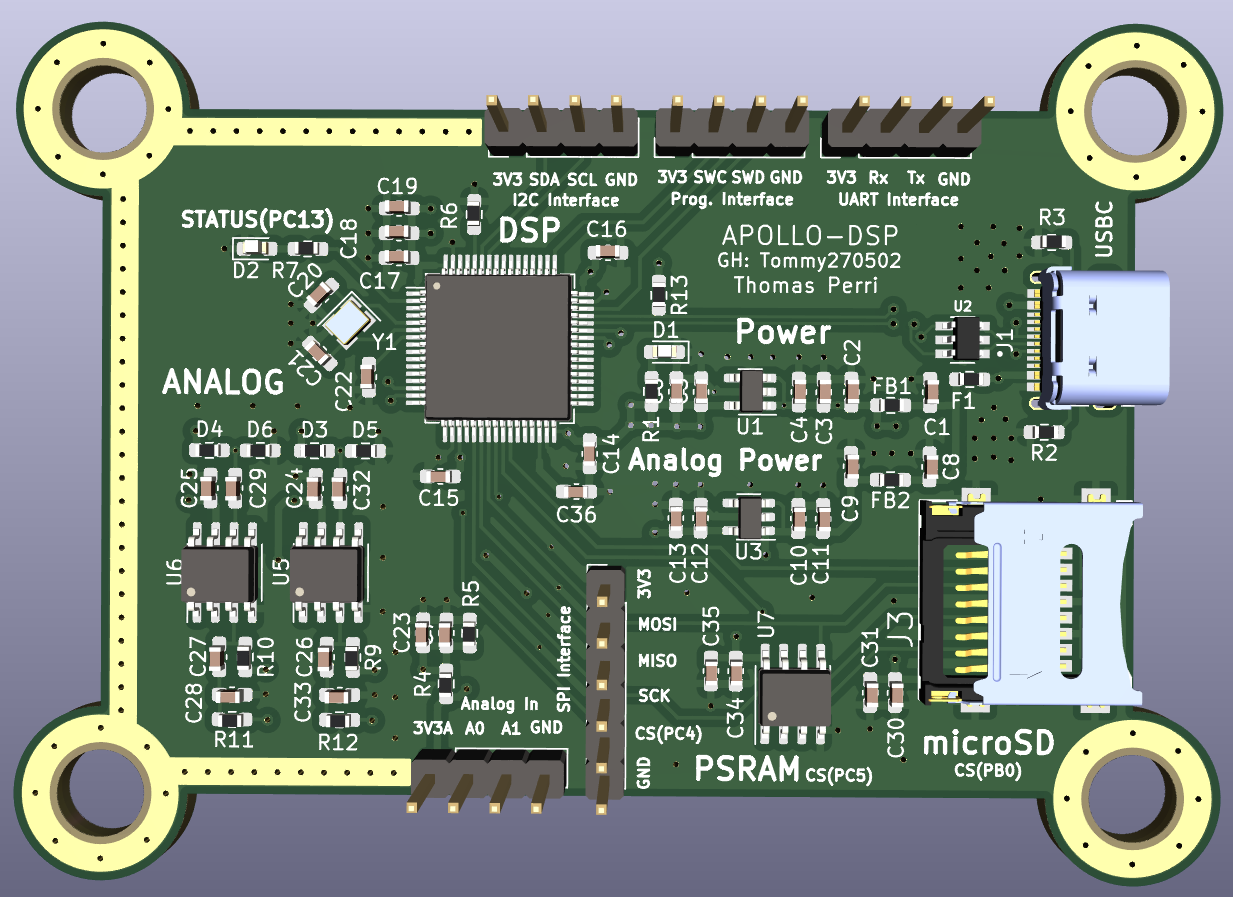 3V3 SDA SCL GND
I2C Interface
3V3 SWC SWD GND
Prog. Interface
3V3 Rx Tx GND
UART Interface
C19
R6
STATUS(PC13)
C18
DSP
C16
APOLLO-DSP
GH: Tommy270502
Thomas Perri
R3
USBC
D2
R7
C20
C17
R13
U2
J1
Y1
D1
Power
C2
C21
C22
ANALOG
FB1
F1
R1
U1
C4
C3
C1
D4
D6
D3
D5
C14
Analog Power
R2
C25
C29
C24
C32
C15
C36
C9
FB2
C8
U6
U5
C13
C12
U3
C10
C11
3V3
R5
C23
SPI Interface
MOSI
MISO
SCK
CS(PC4)
GND
C35
U7
J3
C31
C27
R10
C26
R9
R4
C28
C33
Analog In
3V3A A0 A1 GND
R11
R12
C34
C30
PSRAM CS(PC5)
microSD
CS(PB0)